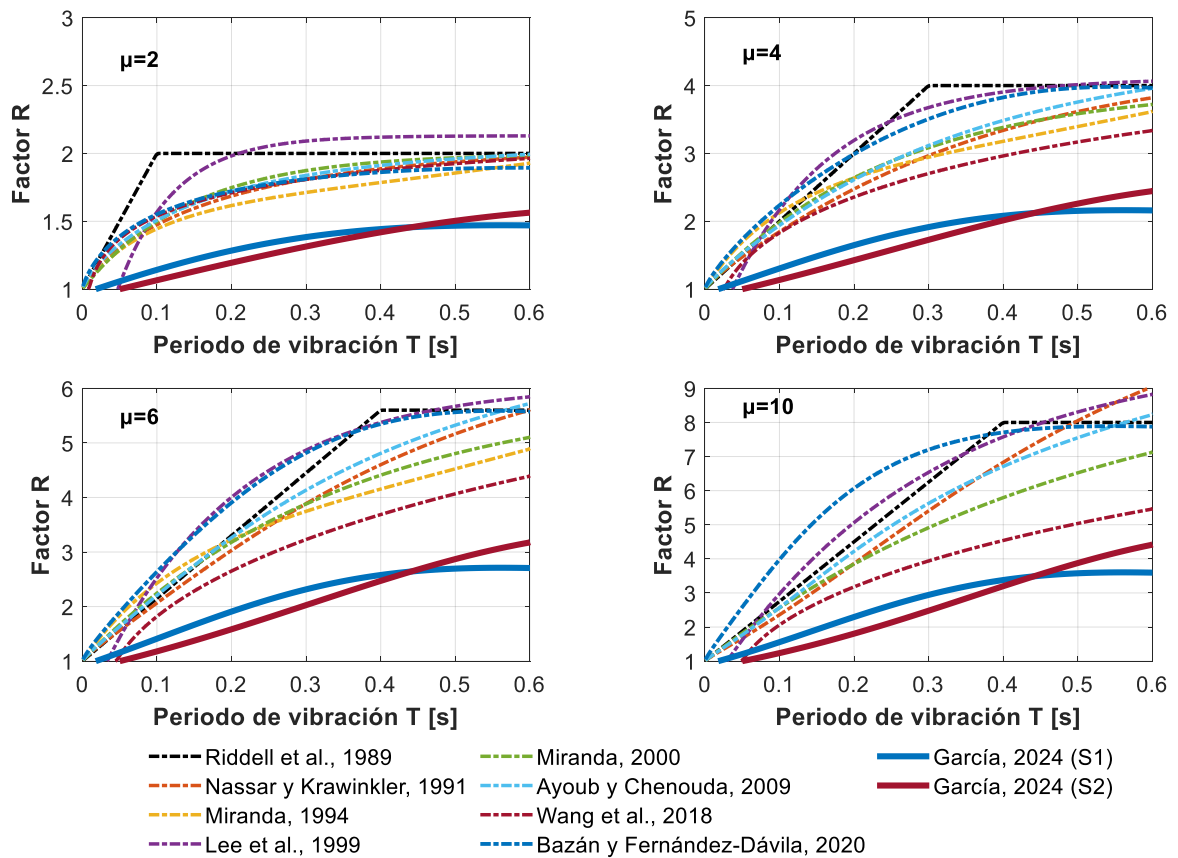 μ=2
Factor R
3
2.5
2
1.5
1
0 0.1 0.2 0.3 0.4 0.5 0.6
Periodo de vibración T [s]
μ=4
Factor R
5
4
3
2
1
0 0.1 0.2 0.3 0.4 0.5 0.6
Periodo de vibración T [s]
μ=6
Factor R
6
5
4
3
2
1
0 0.1 0.2 0.3 0.4 0.5 0.6
Periodo de vibración T [s]
μ=10
Factor R
9
8
7
6
5
4
3
2
1
0 0.1 0.2 0.3 0.4 0.5 0.6
Periodo de vibración T [s]
Riddell et al., 1989
Nassar y Krawinkler, 1991
Miranda, 1994
Lee et al., 1999
Miranda, 2000
Ayoub y Chenouda, 2009
Wang et al., 2018
Bazán y Fernández-Dávila, 2020
García, 2024 (S1)
García, 2024 (S2)